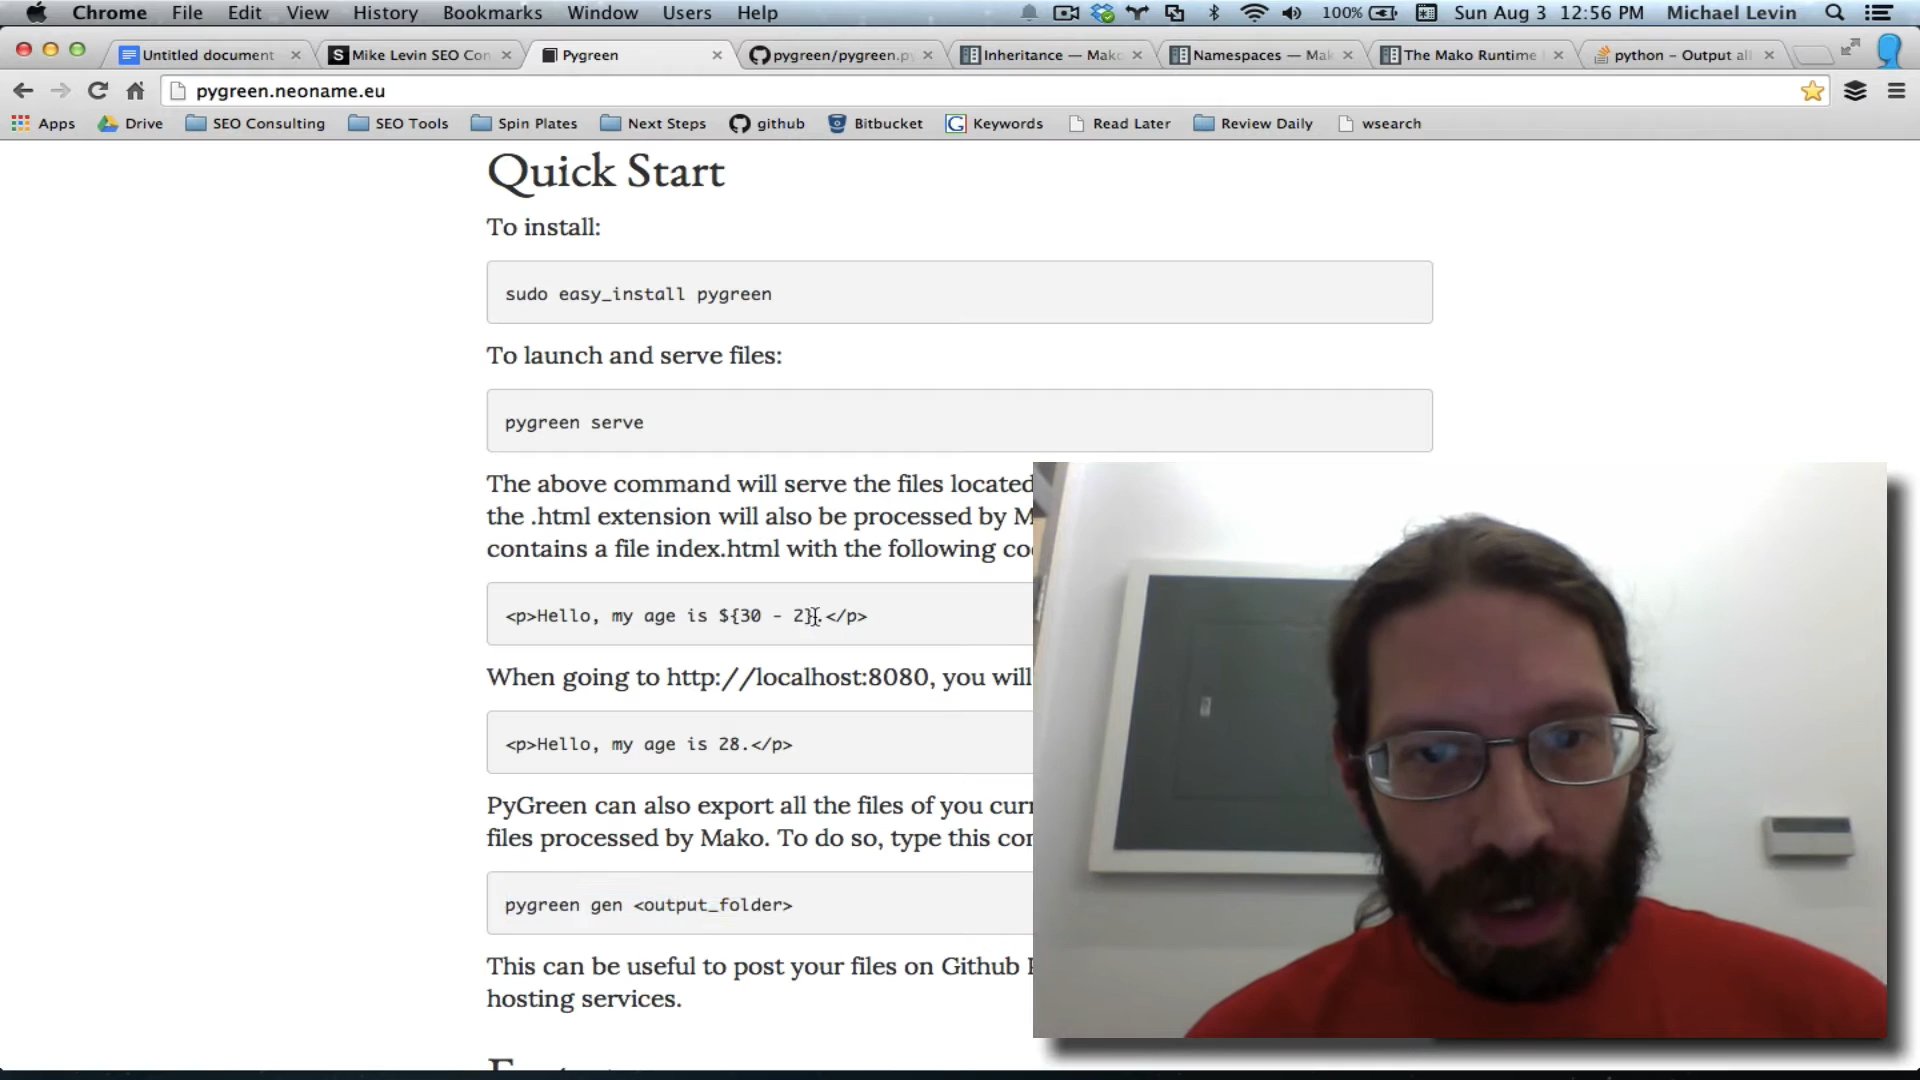 Chrome File Edit View History Bookmarks Window Users Help 100% Sun Aug 3 12:56 PM Michael Levin
Untitled document Mike Levin SEO Con Pygreen pygreen/pygreen.py Inheritance — Mako Namespaces — Mak The Mako Runtime python – Output all
pygreen.neoname.eu
Apps Drive SEO Consulting SEO Tools Spin Plates Next Steps github Bitbucket Keywords Read Later Review Daily wsearch
Quick Start
To install:
sudo easy_install pygreen
To launch and serve files:
pygreen serve
The above command will serve the files located
the .html extension will also be processed by M
contains a file index.html with the following co
<p>Hello, my age is ${30 - 2}.</p>
When going to http://localhost:8080, you will
<p>Hello, my age is 28.</p>
PyGreen can also export all the files of you curr
files processed by Mako. To do so, type this com
pygreen gen <output_folder>
This can be useful to post your files on Github P
hosting services.